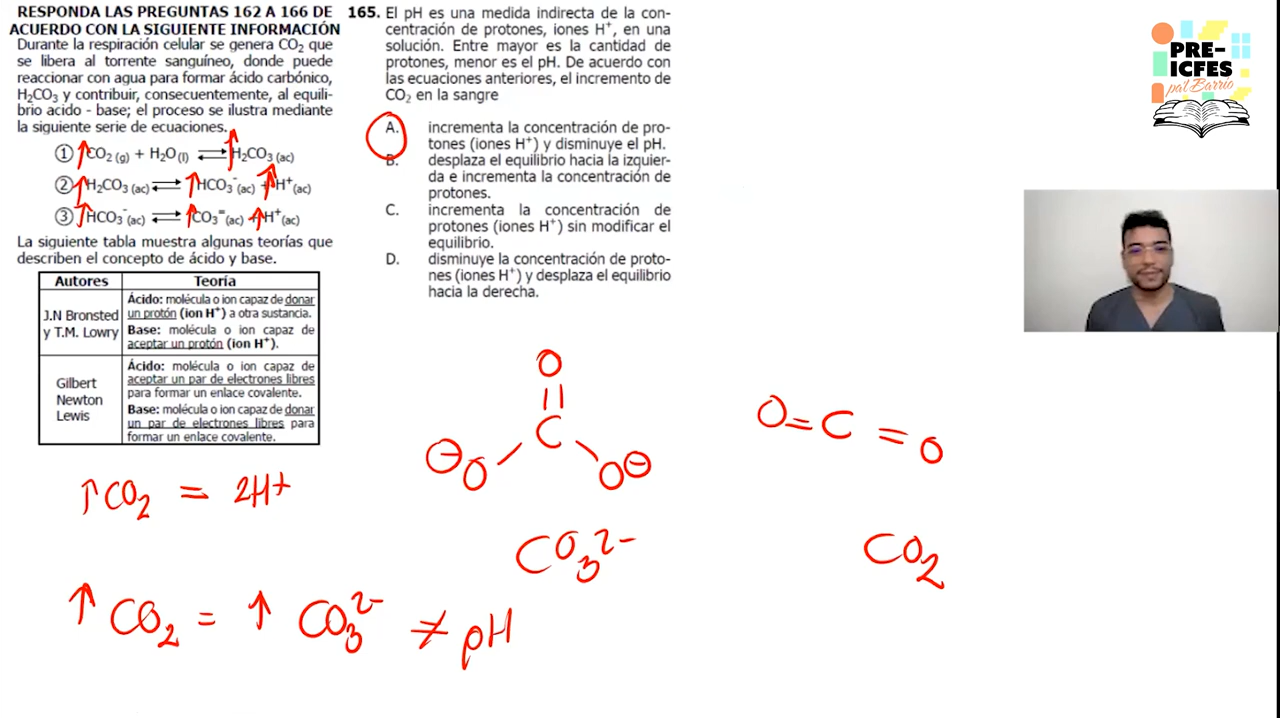 RESPONDA LAS PREGUNTAS 162 A 166 DE
ACUERDO CON LA SIGUIENTE INFORMACIÓN
Durante la respiración celular se genera CO₂ que
se libera al torrente sanguíneo, donde puede
reaccionar con agua para formar ácido carbónico,
H₂CO₃ y contribuir, consecuentemente, al equili-
brio acido - base; el proceso se ilustra mediante
la siguiente serie de ecuaciones.
① CO₂ (g) + H₂O (l) ⇌ H₂CO₃ (ac)
② H₂CO₃ (ac) ⇌ HCO₃⁻ (ac) + H⁺ (ac)
③ HCO₃⁻ (ac) ⇌ CO₃⁼ (ac) + H⁺ (ac)
La siguiente tabla muestra algunas teorías que
describen el concepto de ácido y base.
Autores Teoría
J.N Bronsted
y T.M. Lowry
Ácido: molécula o ion capaz de donar
un protón (ion H⁺) a otra sustancia.
Base: molécula o ion capaz de
aceptar un protón (ion H⁺).
Gilbert
Newton
Lewis
Ácido: molécula o ion capaz de
aceptar un par de electrones libres
para formar un enlace covalente.
Base: molécula o ion capaz de donar
un par de electrones libres para
formar un enlace covalente.
165. El pH es una medida indirecta de la con-
centración de protones, iones H⁺, en una
solución. Entre mayor es la cantidad de
protones, menor es el pH. De acuerdo con
las ecuaciones anteriores, el incremento de
CO₂ en la sangre
A. incrementa la concentración de pro-
tones (iones H⁺) y disminuye el pH.
B. desplaza el equilibrio hacia la izquier-
da e incrementa la concentración de
protones.
C. incrementa la concentración de
protones (iones H⁺) sin modificar el
equilibrio.
D. disminuye la concentración de proto-
nes (iones H⁺) y desplaza el equilibrio
hacia la derecha.
PRE-
ICFES
pa'l Barrio
O
C
⊖O O⊖
CO₃²⁻
O=C=O
CO₂
↑CO₂ = 2H+
↑ CO₂ = ↑ CO₃²⁻ ≠ pH